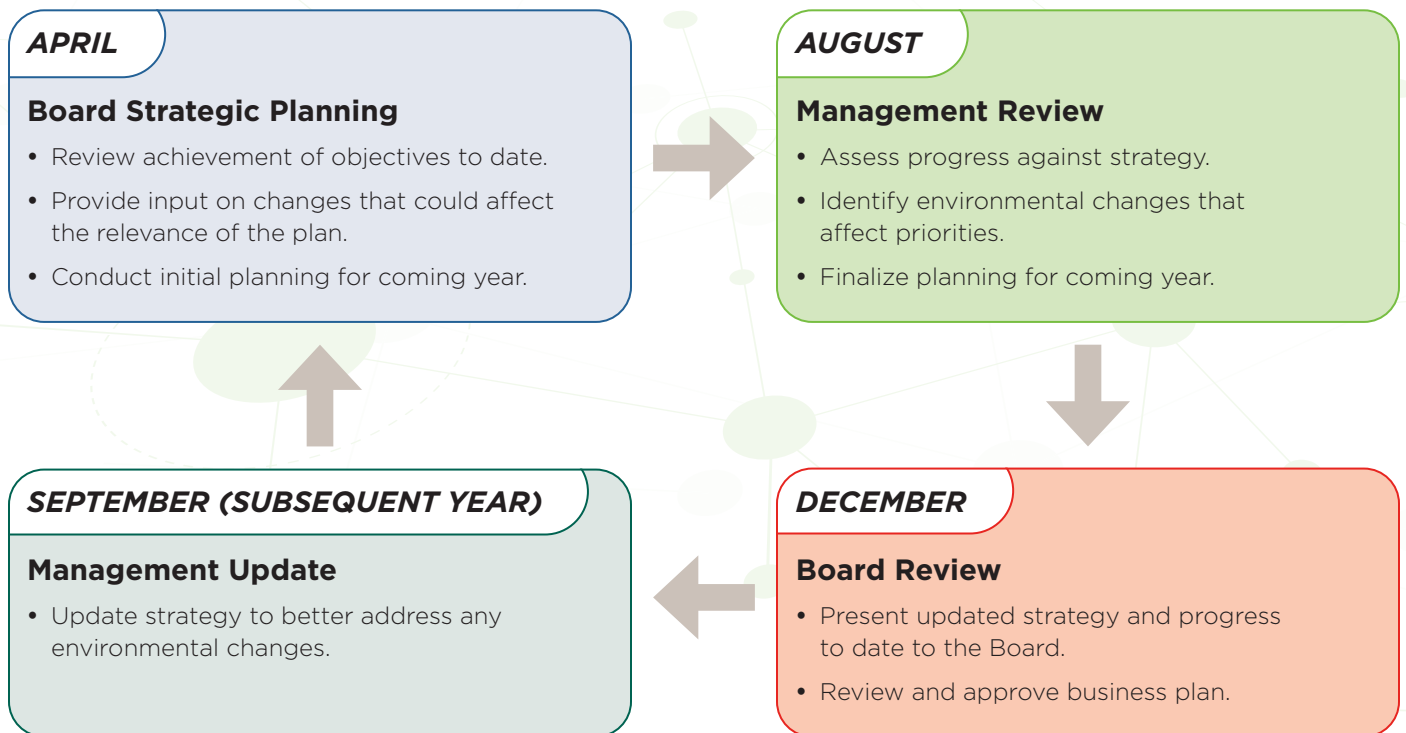 APRIL
Board Strategic Planning
• Review achievement of objectives to date.
• Provide input on changes that could affect
the relevance of the plan.
• Conduct initial planning for coming year.
AUGUST
Management Review
• Assess progress against strategy.
• Identify environmental changes that
affect priorities.
• Finalize planning for coming year.
DECEMBER
Board Review
• Present updated strategy and progress
to date to the Board.
• Review and approve business plan.
SEPTEMBER (SUBSEQUENT YEAR)
Management Update
• Update strategy to better address any
environmental changes.